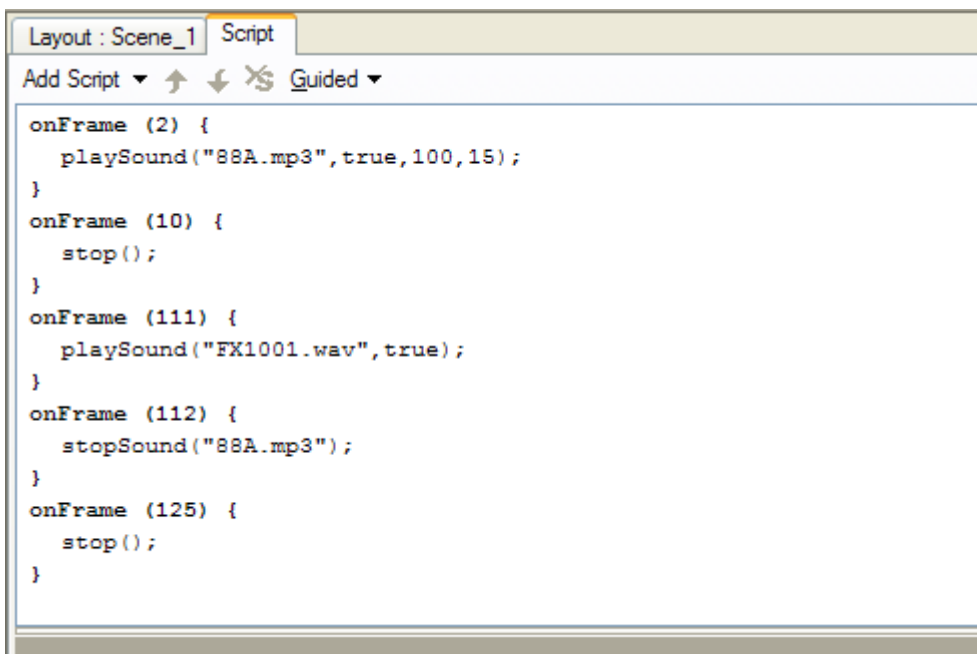 Layout : Scene_1 Script
Add Script Guided
onFrame (2) {
playSound("88A.mp3",true,100,15);
}
onFrame (10) {
stop();
}
onFrame (111) {
playSound("FX1001.wav",true);
}
onFrame (112) {
stopSound("88A.mp3");
}
onFrame (125) {
stop();
}